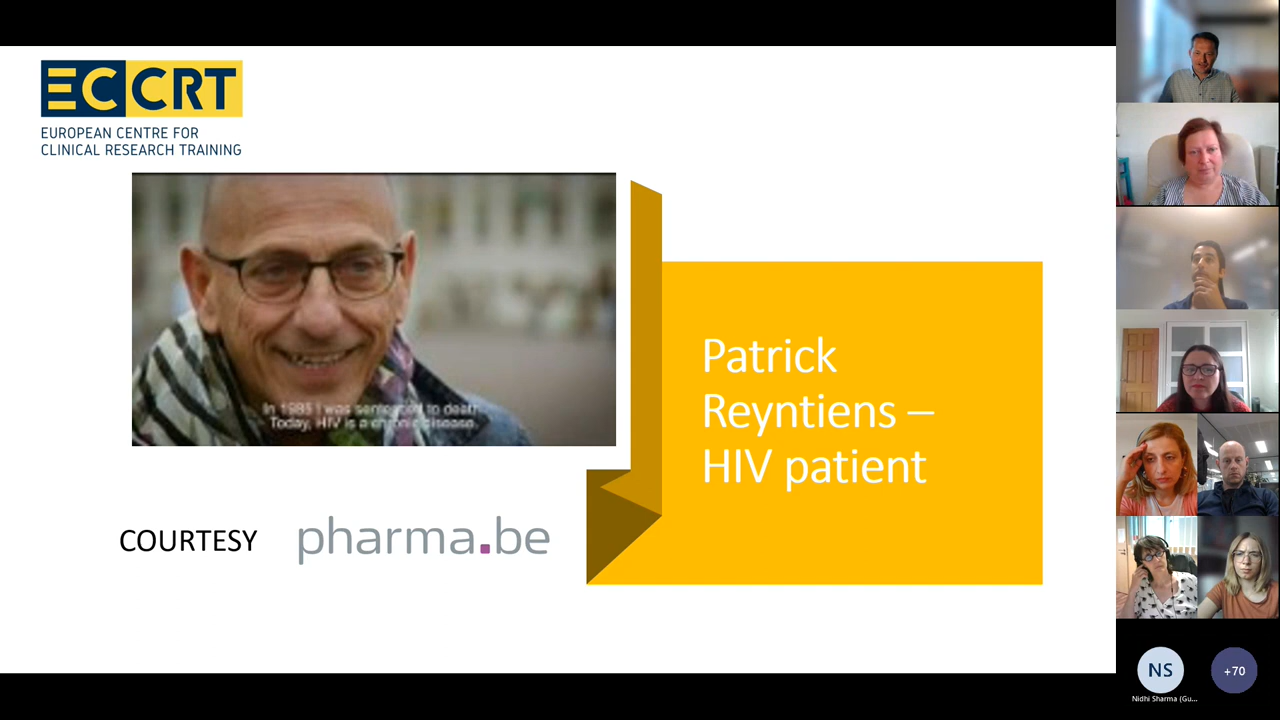 ECCRT
EUROPEAN CENTRE FOR
CLINICAL RESEARCH TRAINING
In 1985 I was sentenced to death.
Today, HIV is a chronic disease.
Patrick
Reyntiens –
HIV patient
COURTESY pharma.be
NS
+70
Nidhi Sharma (Gu...